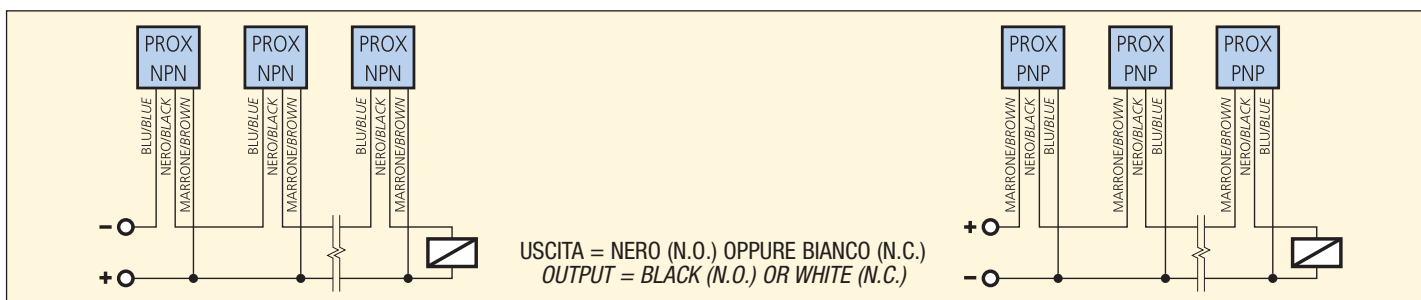 PROX
NPN
PROX
NPN
PROX
NPN
BLU/BLUE
NERO/BLACK
MARRONE/BROWN
BLU/BLUE
NERO/BLACK
MARRONE/BROWN
BLU/BLUE
NERO/BLACK
MARRONE/BROWN
-
+
USCITA = NERO (N.O.) OPPURE BIANCO (N.C.)
OUTPUT = BLACK (N.O.) OR WHITE (N.C.)
PROX
PNP
PROX
PNP
PROX
PNP
MARRONE/BROWN
NERO/BLACK
BLU/BLUE
MARRONE/BROWN
NERO/BLACK
BLU/BLUE
MARRONE/BROWN
NERO/BLACK
BLU/BLUE
+
-